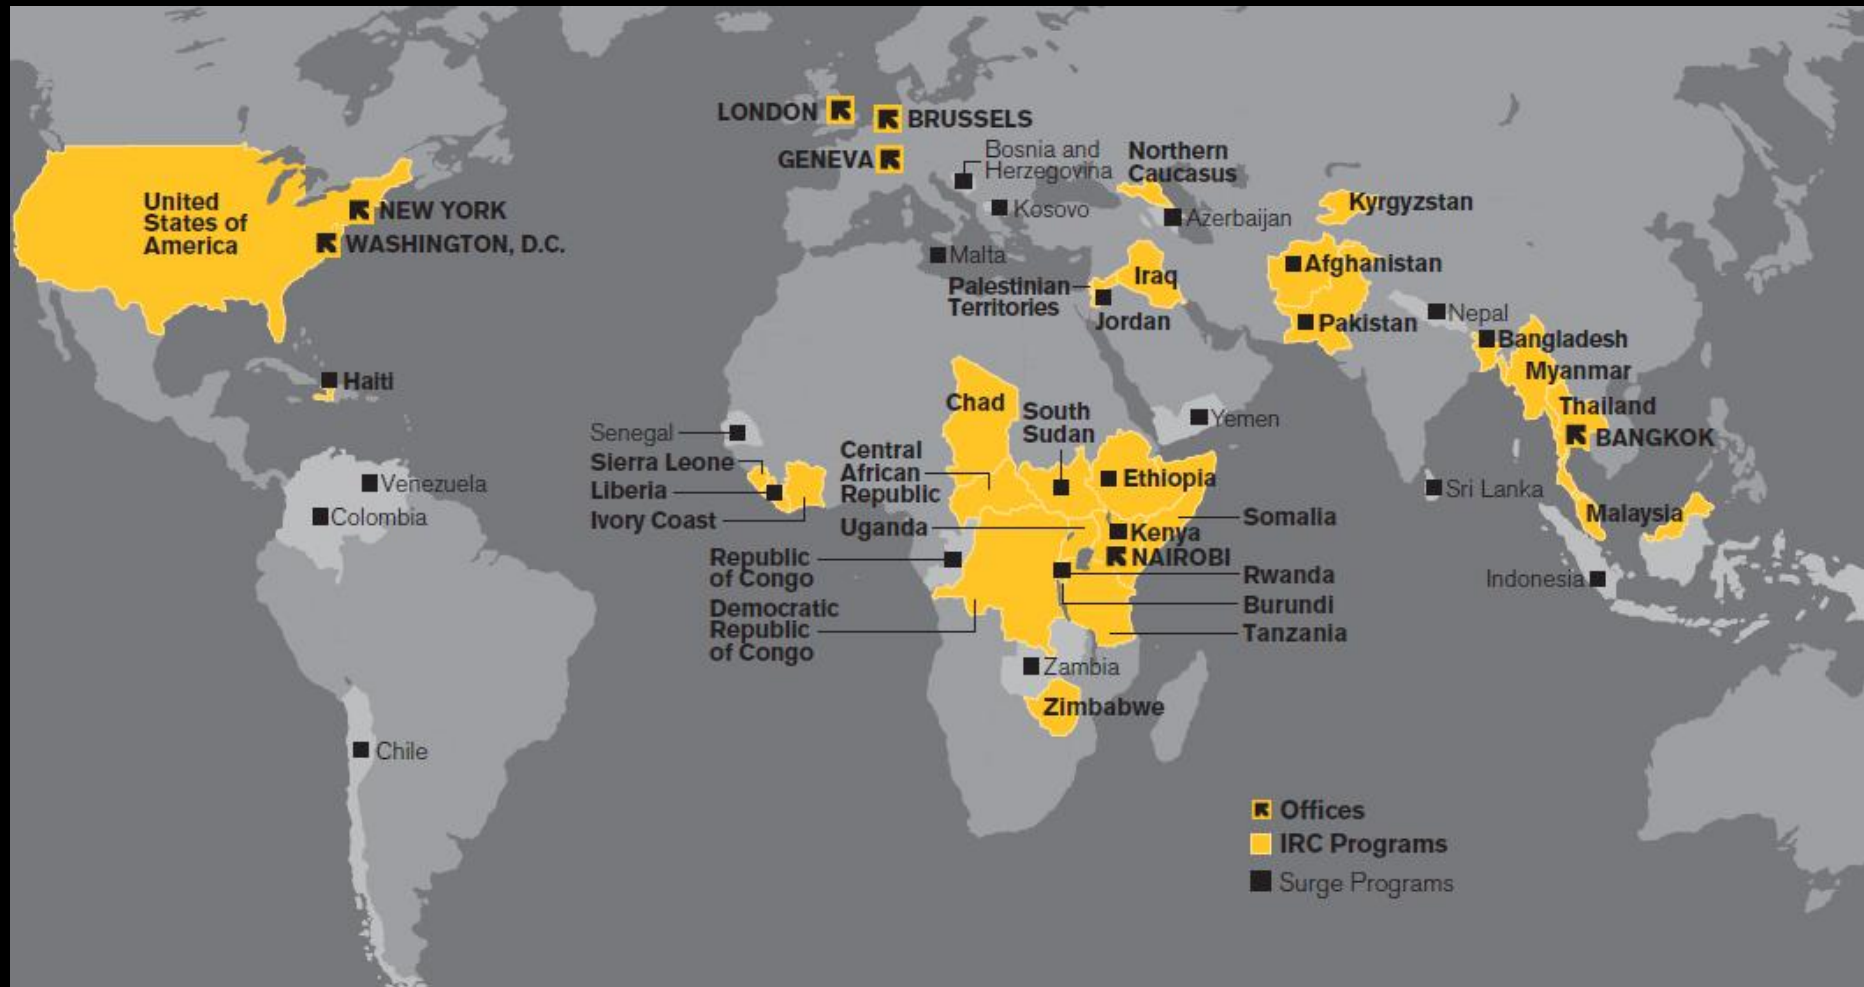 LONDON
BRUSSELS
GENEVA
Bosnia and
Herzegovina
Northern
Caucasus
Kosovo
Azerbaijan
Kyrgyzstan
United
States of
America
NEW YORK
WASHINGTON, D.C.
Malta
Palestinian
Territories
Iraq
Jordan
Afghanistan
Pakistan
Nepal
Bangladesh
Myanmar
Thailand
BANGKOK
Haiti
Chad
South
Sudan
Yemen
Senegal
Sierra Leone
Liberia
Ivory Coast
Central
African
Republic
Uganda
Ethiopia
Somalia
Kenya
NAIROBI
Sri Lanka
Malaysia
Indonesia
Venezuela
Colombia
Republic
of Congo
Democratic
Republic
of Congo
Rwanda
Burundi
Tanzania
Zambia
Zimbabwe
Chile
Offices
IRC Programs
Surge Programs